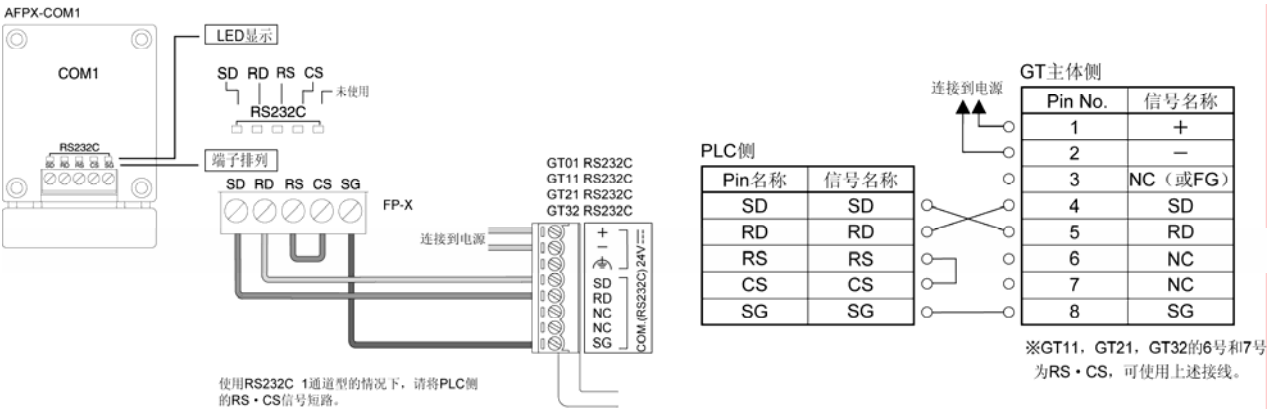 AFPX-COM1
COM1
RS232C
SD RD RS CS SG
LED显示
SD RD RS CS
未使用
RS232C
端子排列
SD RD RS CS SG
FP-X
连接到电源
GT01 RS232C
GT11 RS232C
GT21 RS232C
GT32 RS232C
+
−
SD
RD
NC
NC
SG
COM.(RS232C) 24V
使用RS232C 1通道型的情况下，请将PLC侧
的RS・CS信号短路。
PLC侧
Pin名称 信号名称
SD SD
RD RD
RS RS
CS CS
SG SG
连接到电源
GT主体侧
Pin No. 信号名称
1 +
2 −
3 NC（或FG）
4 SD
5 RD
6 NC
7 NC
8 SG
※GT11，GT21，GT32的6号和7号
为RS・CS，可使用上述接线。